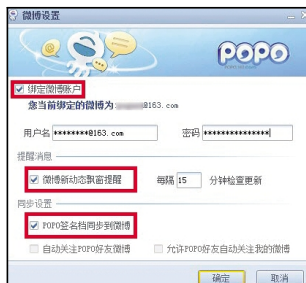 微博设置
POPO
绑定微博账户
您当前绑定的微博为 @163.com
用户名 ********@163.com 密码 ***************
提醒消息
微博新动态飘窗提醒 每隔 15 分钟检查更新
同步设置
POPO签名档同步到微博
自动关注POPO好友微博 允许POPO好友自动关注我的微博
确定 取消